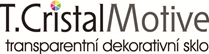 T.CristalMotive
transparentní dekorativní sklo